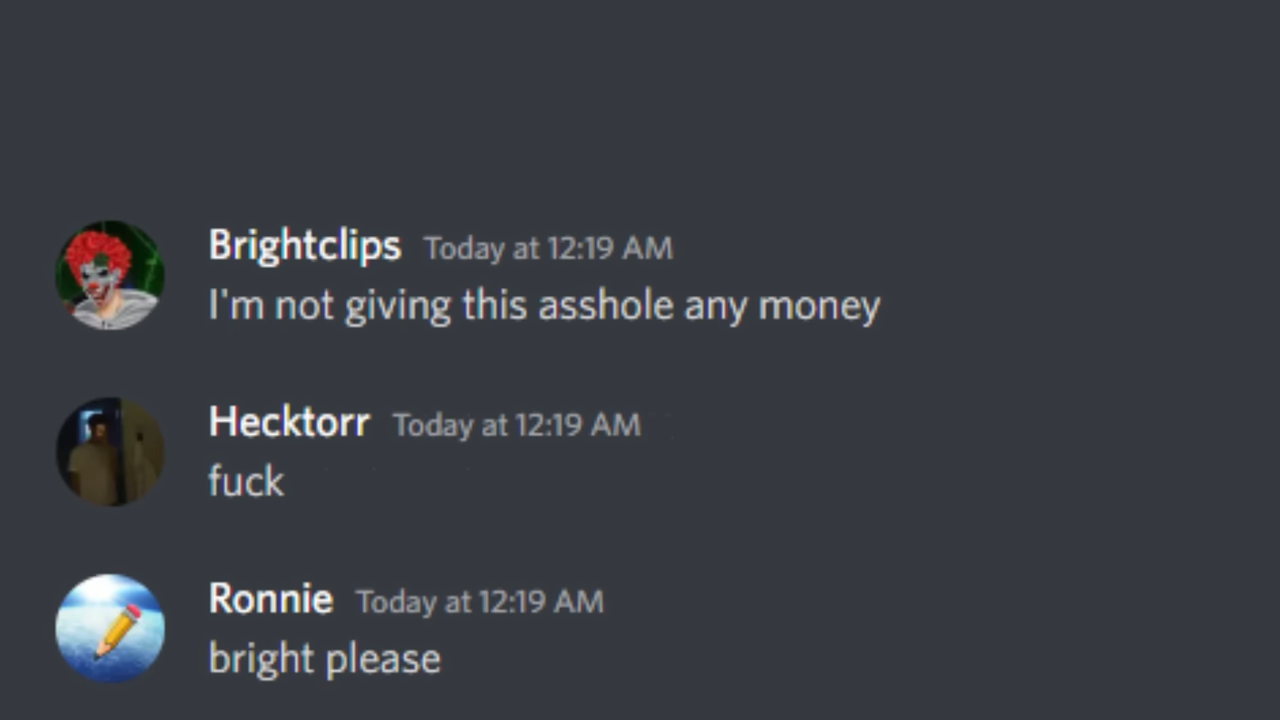 Brightclips Today at 12:19 AM
I'm not giving this asshole any money
Hecktorr Today at 12:19 AM
fuck
Ronnie Today at 12:19 AM
bright please